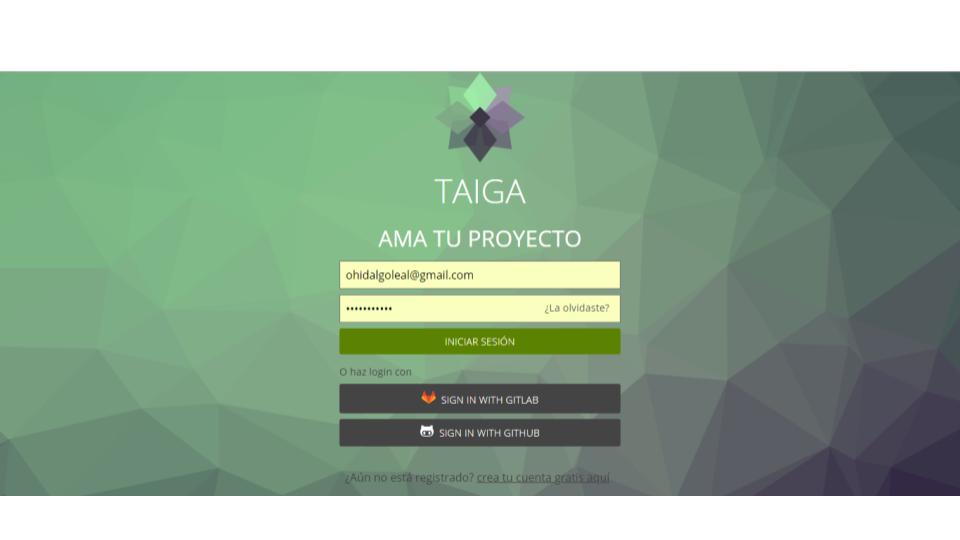 TAIGA
AMA TU PROYECTO
ohidalgoleal@gmail.com
••••••••••• ¿La olvidaste?
INICIAR SESIÓN
O haz login con
SIGN IN WITH GITLAB
SIGN IN WITH GITHUB
¿Aún no está registrado? crea tu cuenta gratis aquí